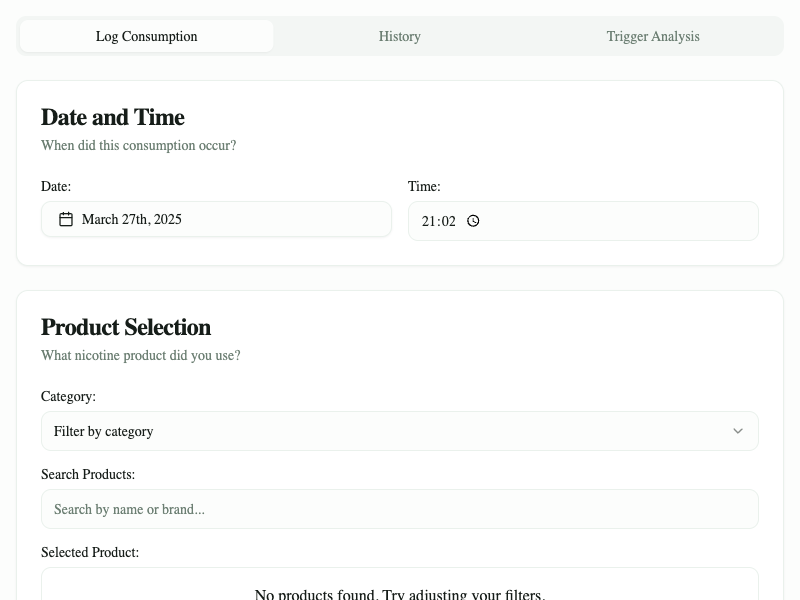 Log Consumption
History
Trigger Analysis
Date and Time
When did this consumption occur?
Date:
Time:
March 27th, 2025
21:02
Product Selection
What nicotine product did you use?
Category:
Filter by category
Search Products:
Search by name or brand...
Selected Product:
No products found. Try adjusting your filters.